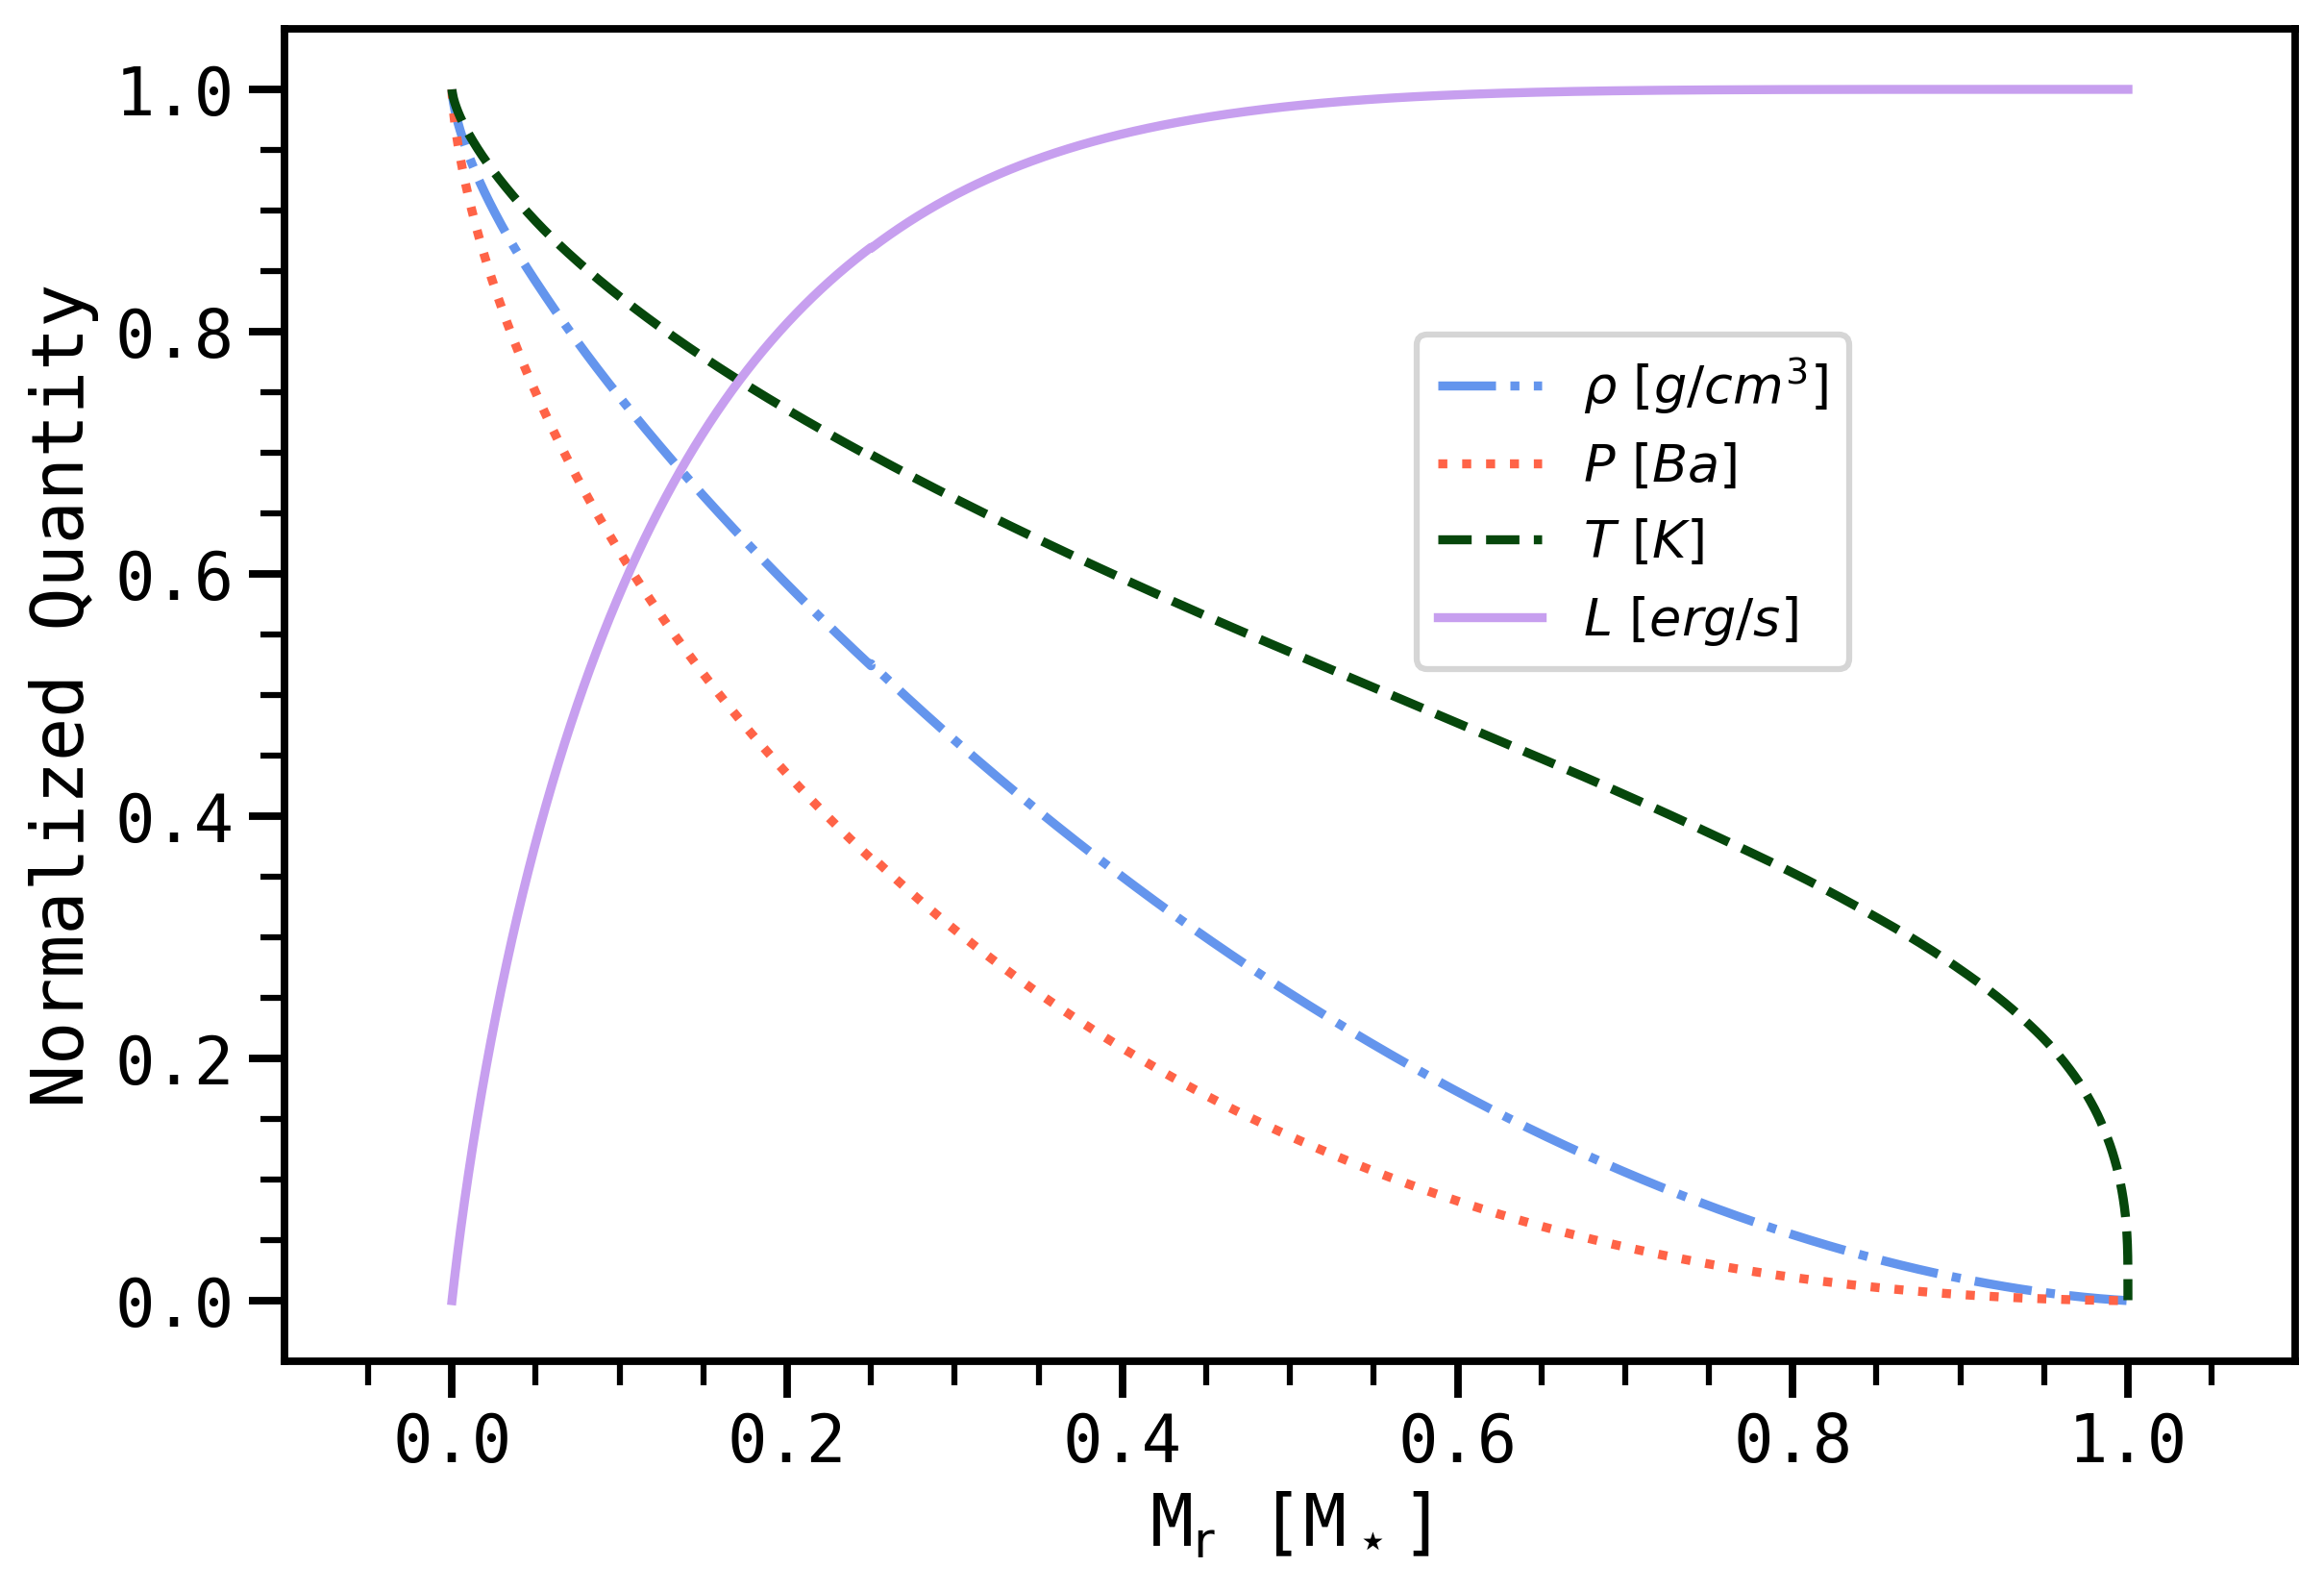 Normalized Quantity
1.0
0.8
0.6
0.4
0.2
0.0
ρ [g/cm³]
P [Ba]
T [K]
L [erg/s]
0.0 0.2 0.4 0.6 0.8 1.0
Mᵣ [M⋆]